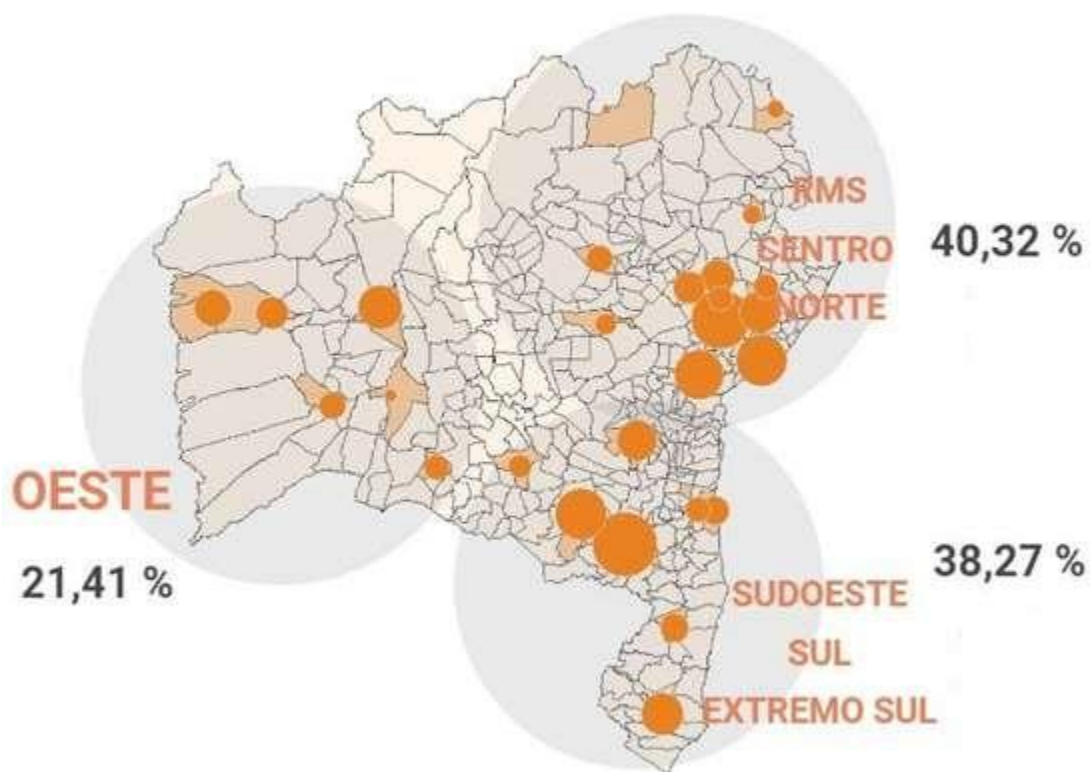 RMS
CENTRO
NORTE
40,32 %
OESTE
21,41 %
38,27 %
SUDOESTE
SUL
EXTREMO SUL